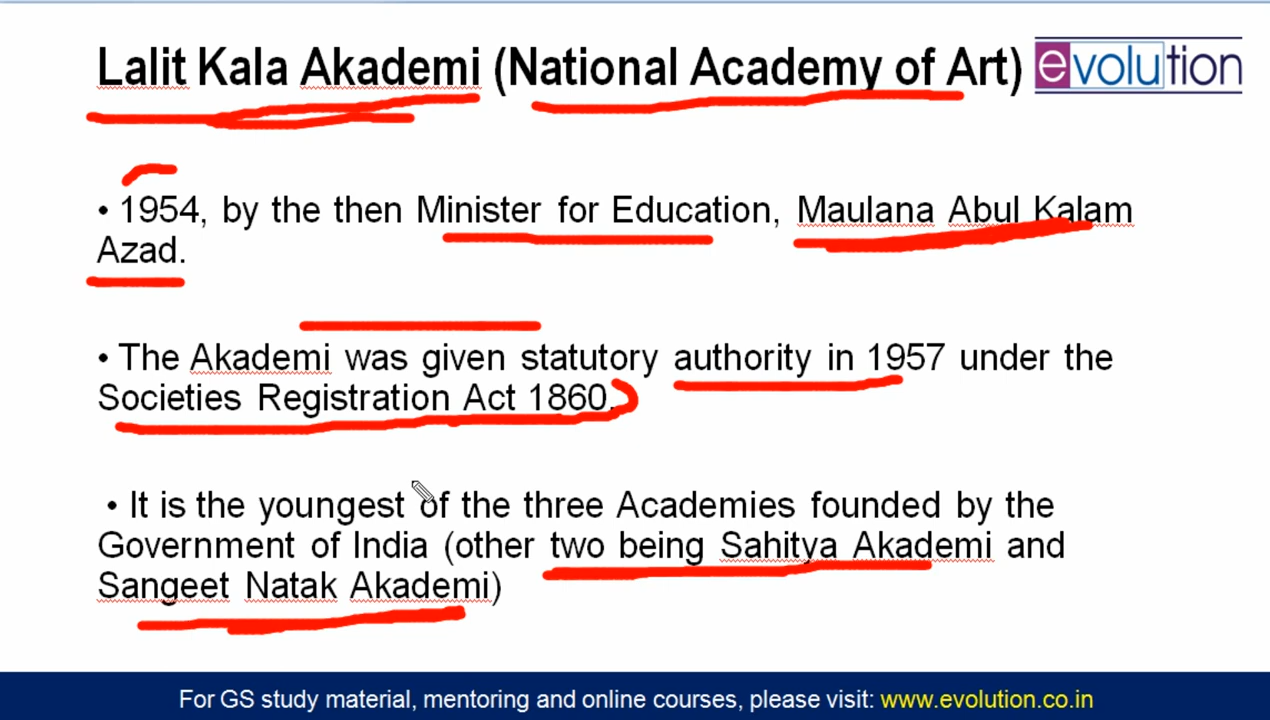 Lalit Kala Akademi (National Academy of Art)
evolution
• 1954, by the then Minister for Education, Maulana Abul Kalam
Azad.
• The Akademi was given statutory authority in 1957 under the
Societies Registration Act 1860.
• It is the youngest of the three Academies founded by the
Government of India (other two being Sahitya Akademi and
Sangeet Natak Akademi)
For GS study material, mentoring and online courses, please visit: www.evolution.co.in